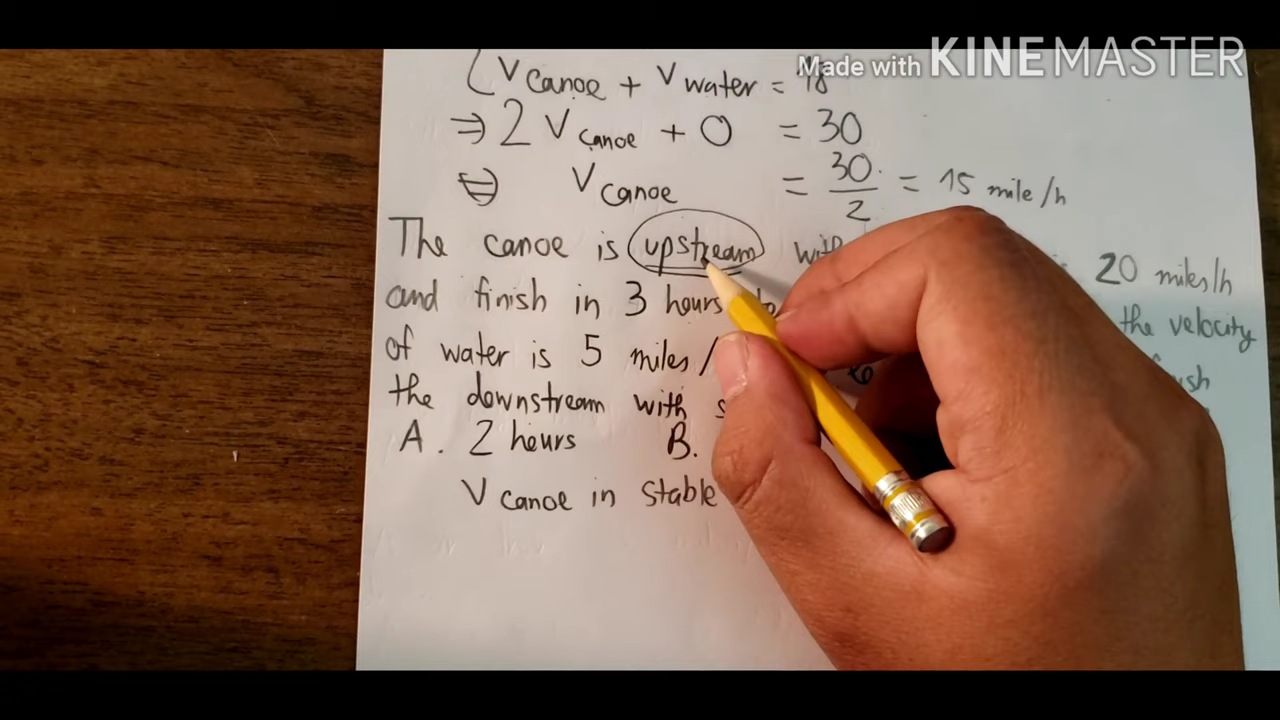 Made with KINEMASTER
(V canoe + V water = 18
⇒ 2 V canoe + 0 = 30
⇔ V canoe = 30/2 = 15 mile/h
The canoe is upstream with 20 miles/h
and finish in 3 hours the velocity
of water is 5 miles/
the downstream with
A. 2 hours B.
V canoe in stable